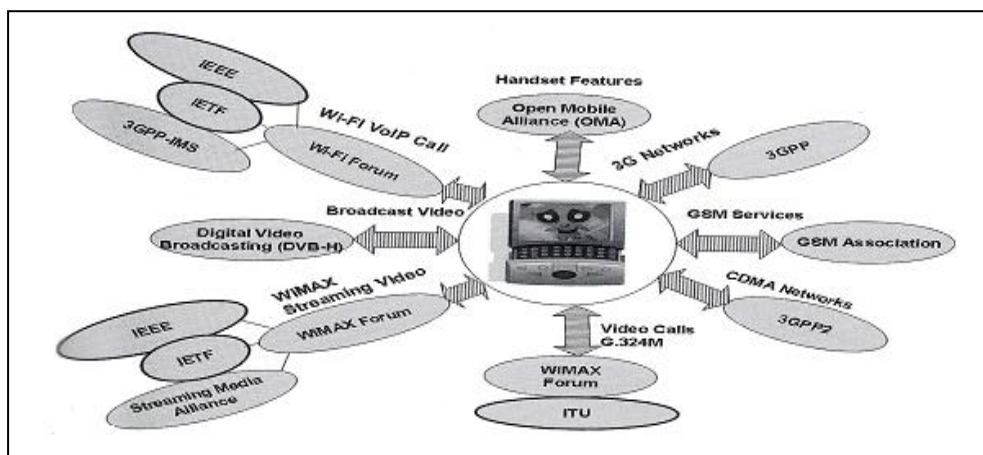 IEEE
IETF
3GPP-IMS
Wi-Fi Forum
Wi-Fi VoIP Call
Handset Features
Open Mobile
Alliance (OMA)
3G Networks
3GPP
Broadcast Video
Digital Video
Broadcasting (DVB-H)
GSM Services
GSM Association
WiMAX
Streaming Video
WiMAX Forum
IEEE
IETF
Streaming Media
Alliance
CDMA Networks
3GPP2
Video Calls
G.324M
WiMAX
Forum
ITU